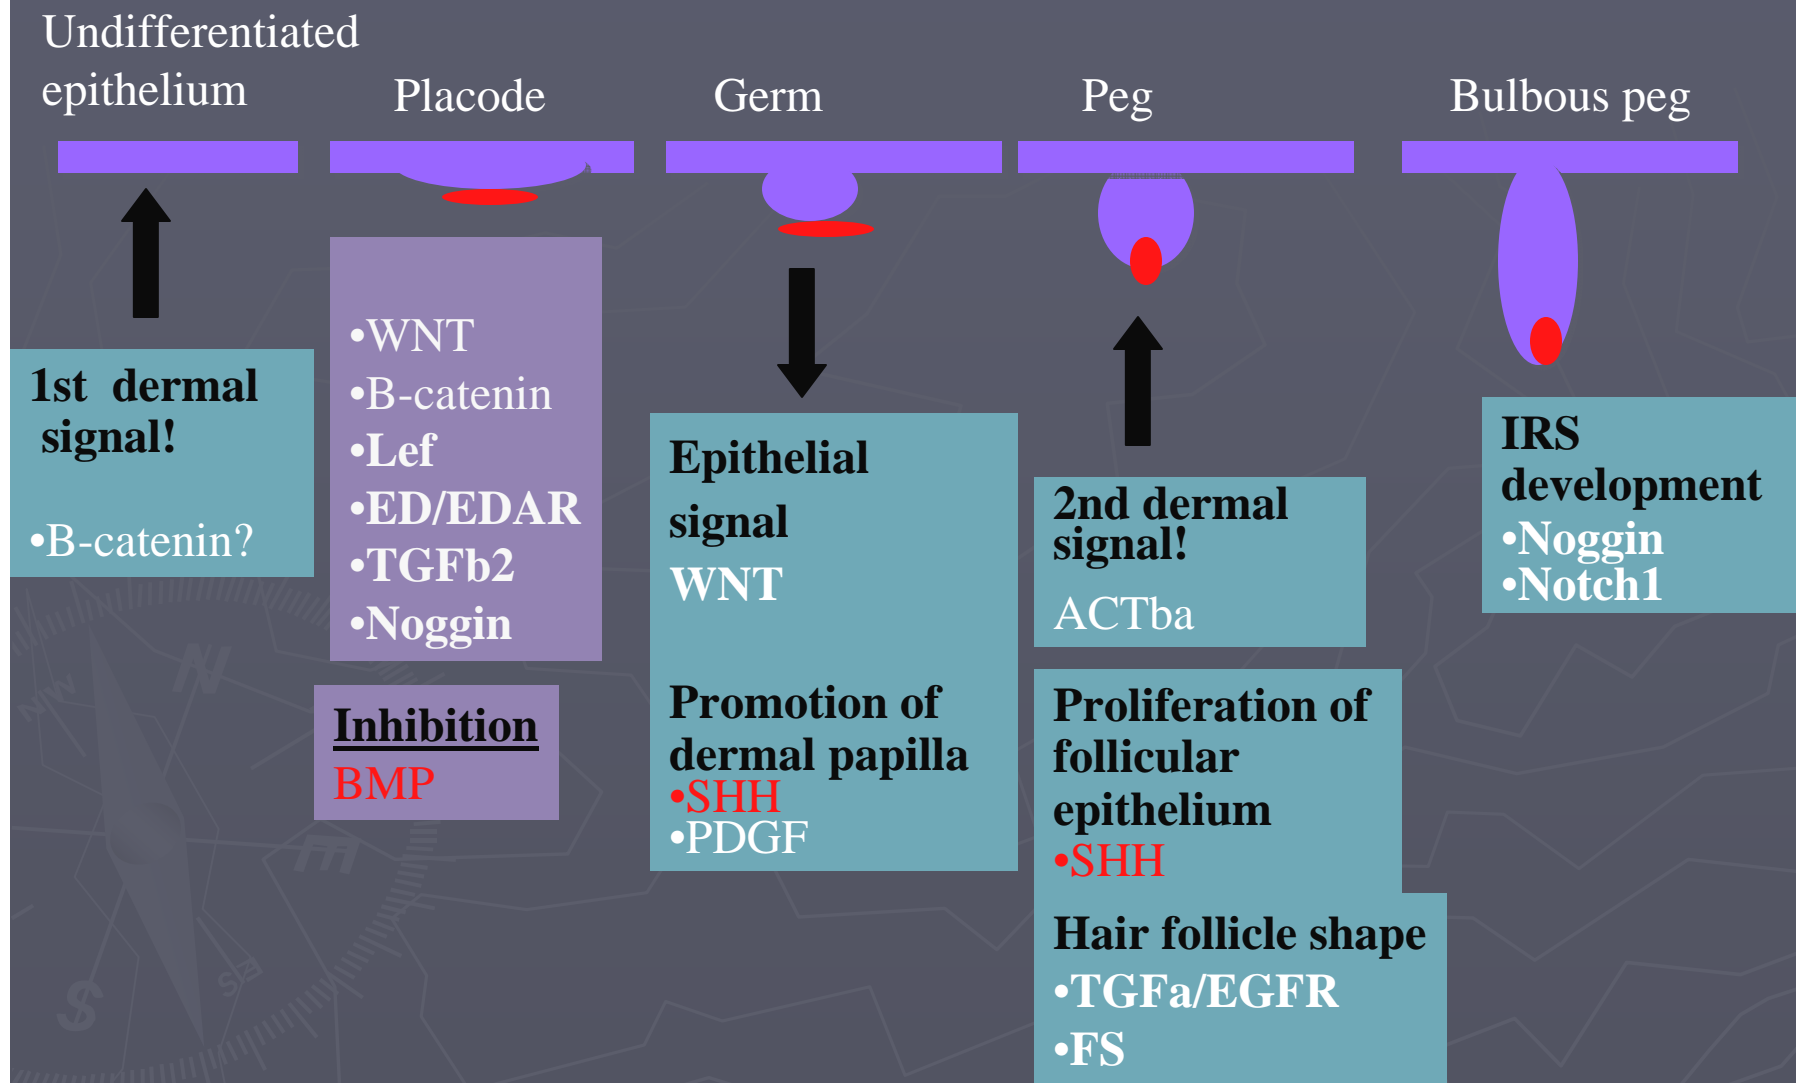 Undifferentiated
epithelium
Placode
Germ
Peg
Bulbous peg
1st dermal
signal!
•B-catenin?
•WNT
•B-catenin
•Lef
•ED/EDAR
•TGFb2
•Noggin
Inhibition
BMP
Epithelial
signal
WNT
Promotion of
dermal papilla
•SHH
•PDGF
2nd dermal
signal!
ACTba
Proliferation of
follicular
epithelium
•SHH
Hair follicle shape
•TGFa/EGFR
•FS
IRS
development
•Noggin
•Notch1
NW
N
E
SE
S